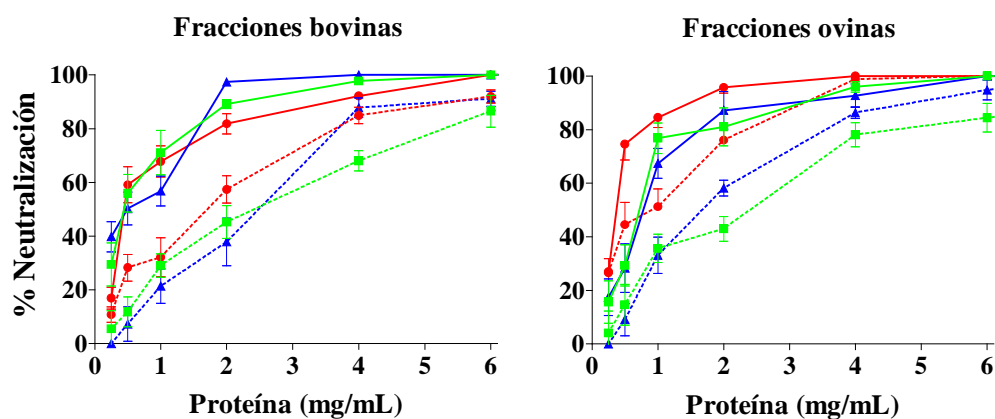 Fracciones bovinas
% Neutralización
100
80
60
40
20
0
0 1 2 3 4 5 6
Proteína (mg/mL)
Fracciones ovinas
100
80
60
40
20
0
0 1 2 3 4 5 6
Proteína (mg/mL)